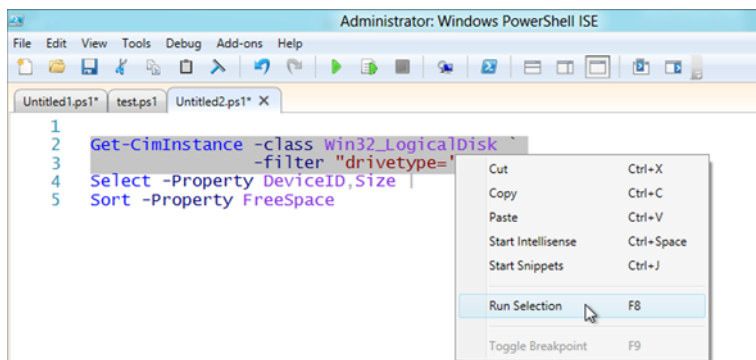 Administrator: Windows PowerShell ISE
File Edit View Tools Debug Add-ons Help
Untitled1.ps1* test.ps1 Untitled2.ps1* X
1
2 Get-CimInstance -class Win32_LogicalDisk `
3 -filter "drivetype='
4 Select -Property DeviceID,Size |
5 Sort -Property FreeSpace
Cut Ctrl+X
Copy Ctrl+C
Paste Ctrl+V
Start Intellisense Ctrl+Space
Start Snippets Ctrl+J
Run Selection F8
Toggle Breakpoint F9